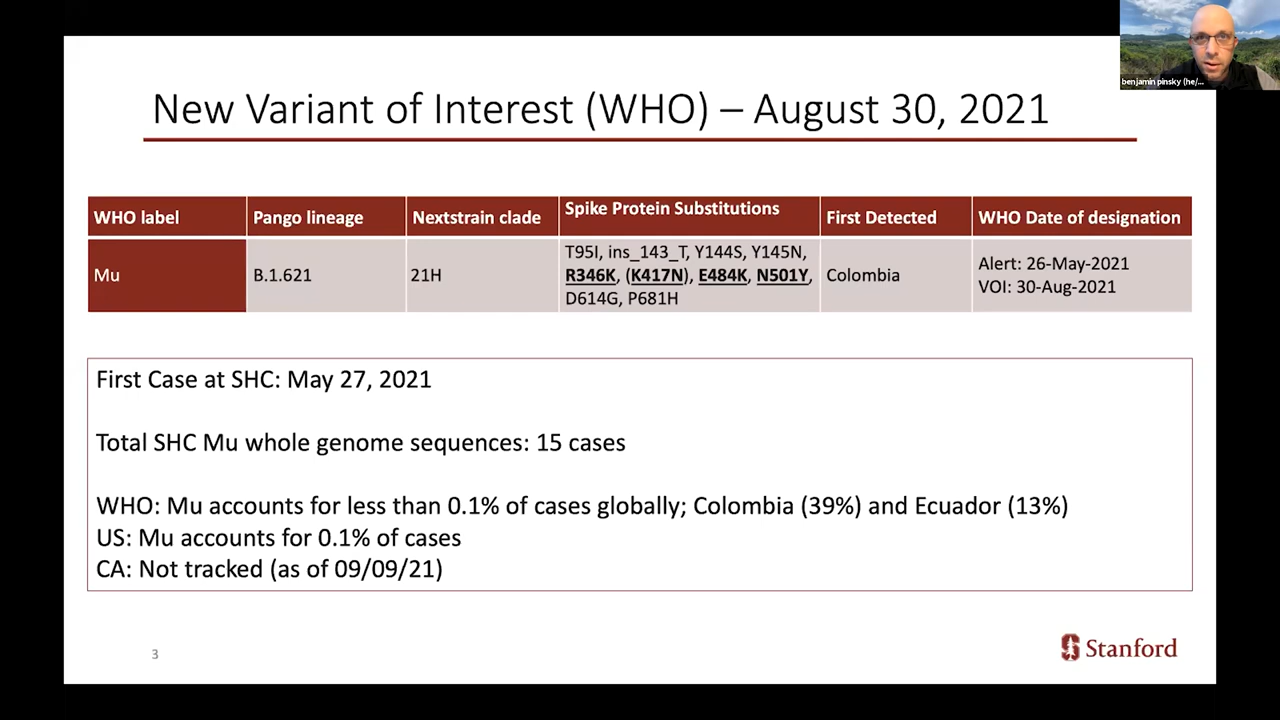 benjamin pinsky (he/...
New Variant of Interest (WHO) – August 30, 2021
WHO label
Pango lineage
Nextstrain clade
Spike Protein Substitutions
First Detected
WHO Date of designation
Mu
B.1.621
21H
T95I, ins_143_T, Y144S, Y145N,
R346K, (K417N), E484K, N501Y,
D614G, P681H
Colombia
Alert: 26-May-2021
VOI: 30-Aug-2021
First Case at SHC: May 27, 2021
Total SHC Mu whole genome sequences: 15 cases
WHO: Mu accounts for less than 0.1% of cases globally; Colombia (39%) and Ecuador (13%)
US: Mu accounts for 0.1% of cases
CA: Not tracked (as of 09/09/21)
3
Stanford